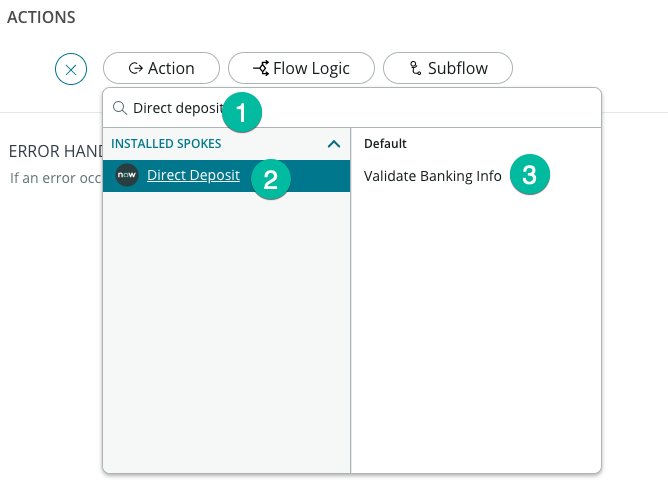 ACTIONS
Action
Flow Logic
Subflow
Direct deposit
1
INSTALLED SPOKES
Default
ERROR HAND
If an error occ
now
Direct Deposit
2
Validate Banking Info
3